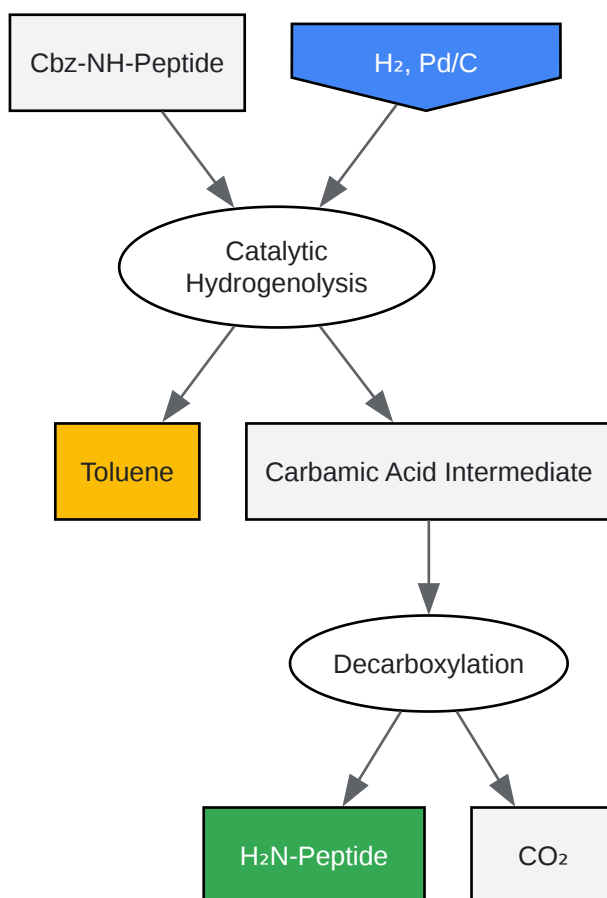 Cbz-NH-Peptide
H₂, Pd/C
Catalytic
Hydrogenolysis
Toluene
Carbamic Acid Intermediate
Decarboxylation
H₂N-Peptide
CO₂